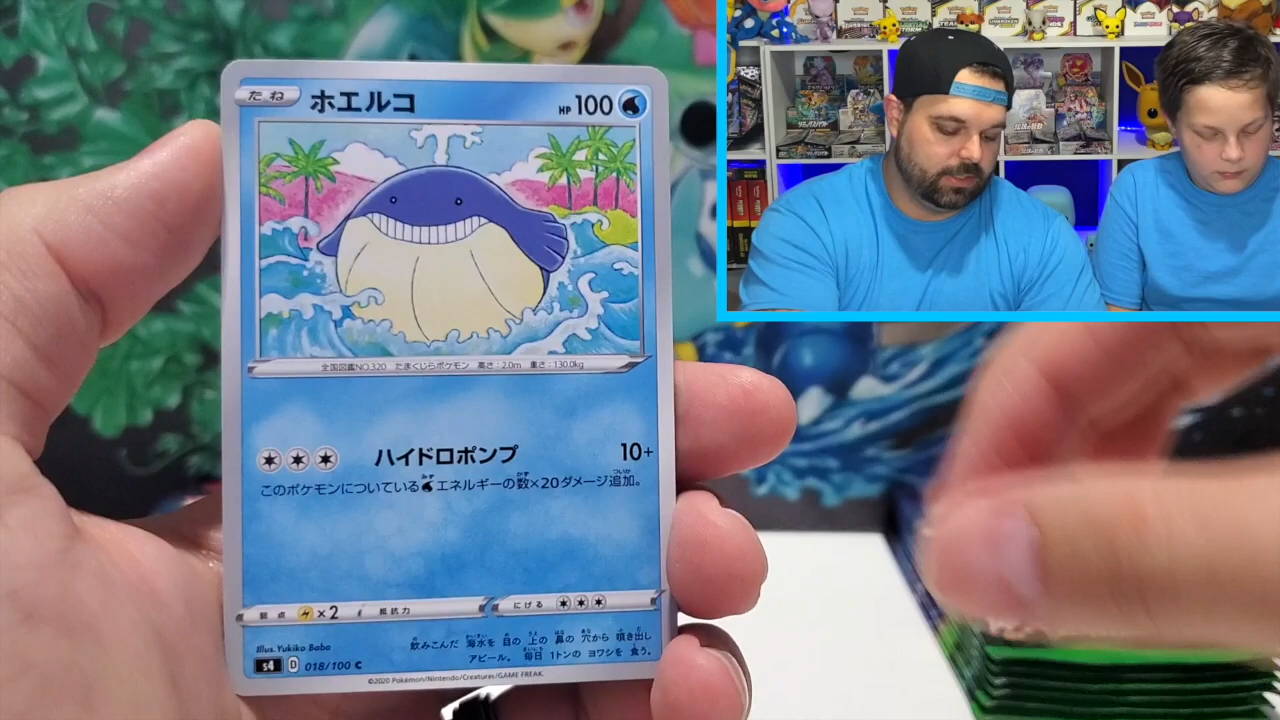 たね ホエルコ HP 100
全国図鑑NO.320 たまくじらポケモン 高さ:2.0m 重さ:130.0kg
ハイドロポンプ 10+
このポケモンについているエネルギーの数×20ダメージ追加。
弱点 ×2 抵抗力 にげる
Illus. Yukiko Baba
飲みこんだ 海水を 目の 上の 鼻の 穴から 噴き出し
アピール。 毎日 1トンの ヨワシを 食う。
s4 D 018/100 C
©2020 Pokémon/Nintendo/Creatures/GAME FREAK.